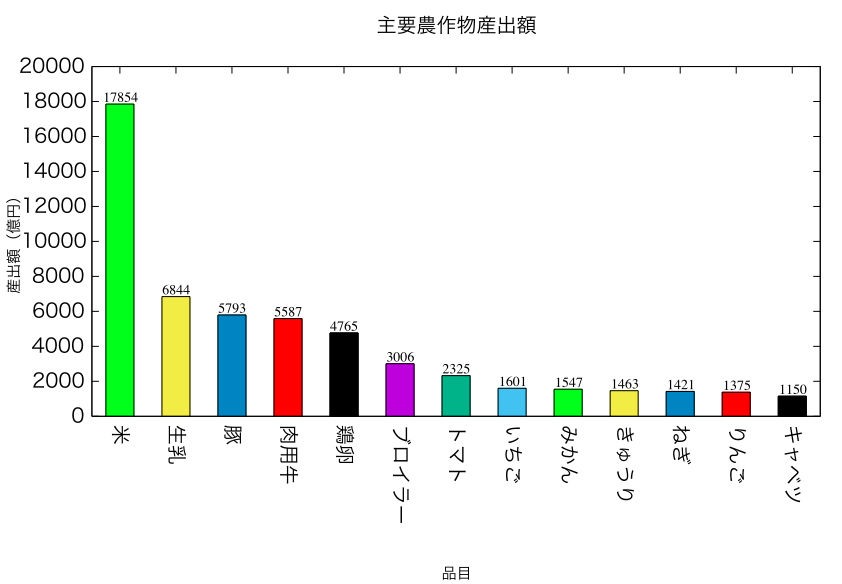 主要農作物産出額
20000
18000
16000
14000
12000
10000
8000
6000
4000
2000
0
産出額（億円）
17854
6844
5793
5587
4765
3006
2325
1601
1547
1463
1421
1375
1150
米
生乳
豚
肉用牛
鶏卵
ブロイラー
トマト
いちご
みかん
きゅうり
ねぎ
りんご
キャベツ
品目